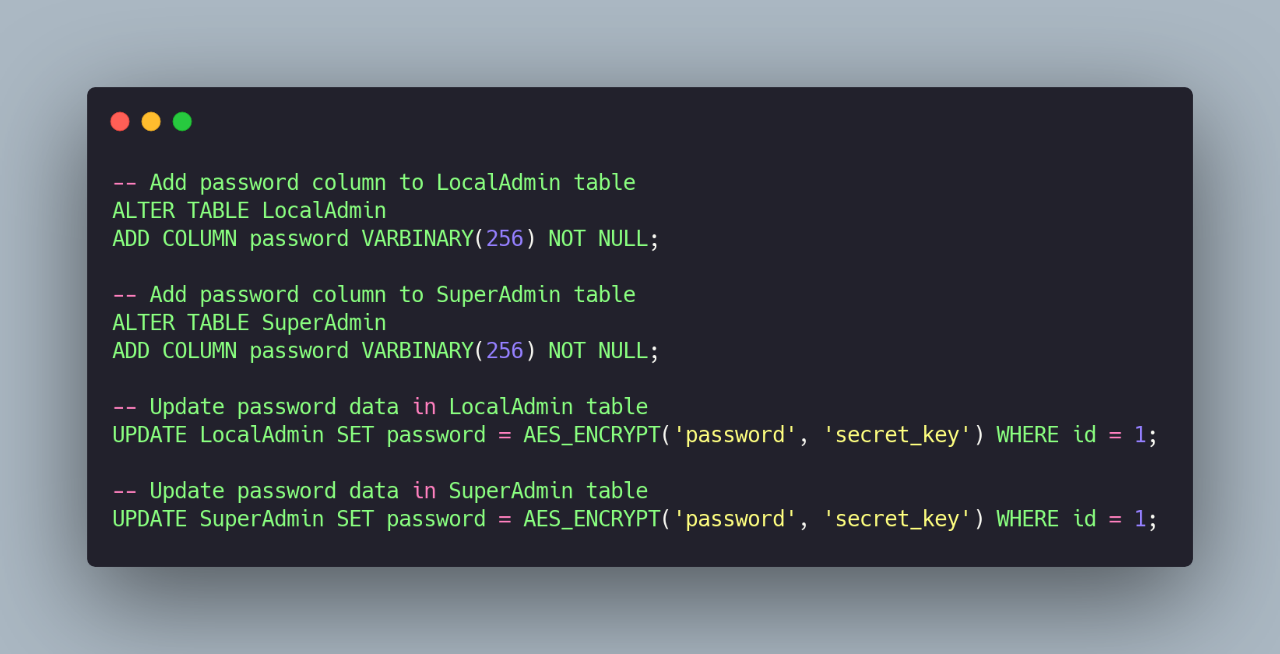 -- Add password column to LocalAdmin table
ALTER TABLE LocalAdmin
ADD COLUMN password VARBINARY(256) NOT NULL;
-- Add password column to SuperAdmin table
ALTER TABLE SuperAdmin
ADD COLUMN password VARBINARY(256) NOT NULL;
-- Update password data in LocalAdmin table
UPDATE LocalAdmin SET password = AES_ENCRYPT('password', 'secret_key') WHERE id = 1;
-- Update password data in SuperAdmin table
UPDATE SuperAdmin SET password = AES_ENCRYPT('password', 'secret_key') WHERE id = 1;